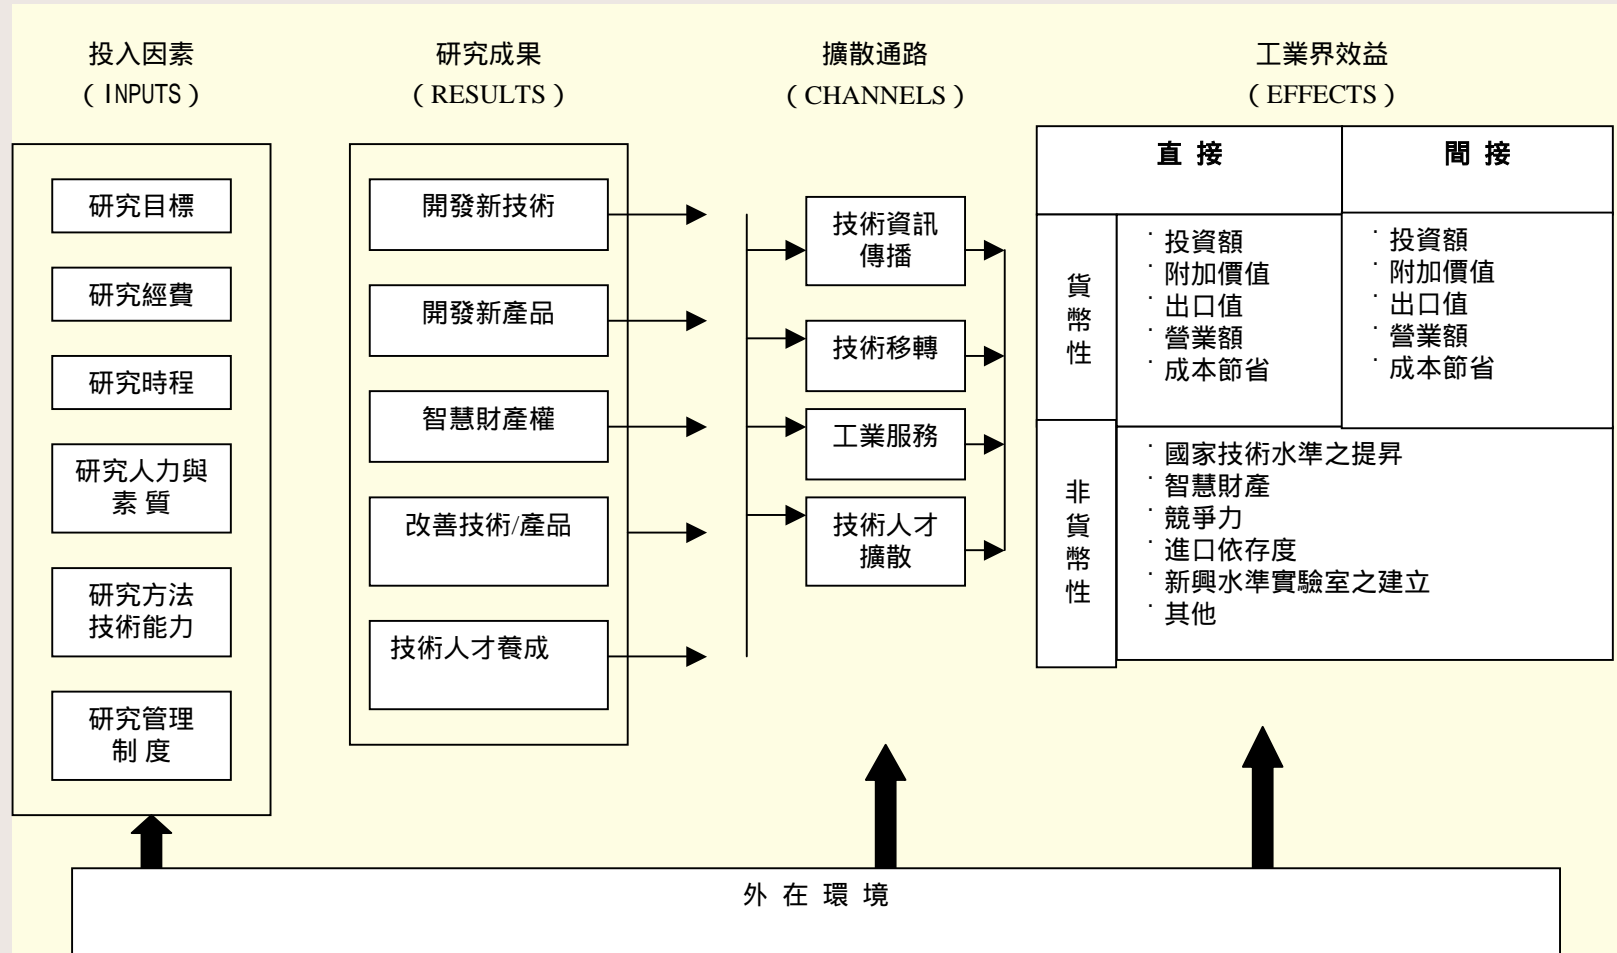 投入因素
（INPUTS）
研究目標
研究經費
研究時程
研究人力與
素 質
研究方法
技術能力
研究管理
制 度
研究成果
（RESULTS）
開發新技術
開發新產品
智慧財產權
改善技術/產品
技術人才養成
擴散通路
（CHANNELS）
技術資訊
傳播
技術移轉
工業服務
技術人才
擴散
工業界效益
（EFFECTS）
直 接
間 接
貨幣性
˙投資額
˙附加價值
˙出口值
˙營業額
˙成本節省
˙投資額
˙附加價值
˙出口值
˙營業額
˙成本節省
非貨幣性
˙國家技術水準之提昇
˙智慧財產
˙競爭力
˙進口依存度
˙新興水準實驗室之建立
˙其他
外 在 環 境